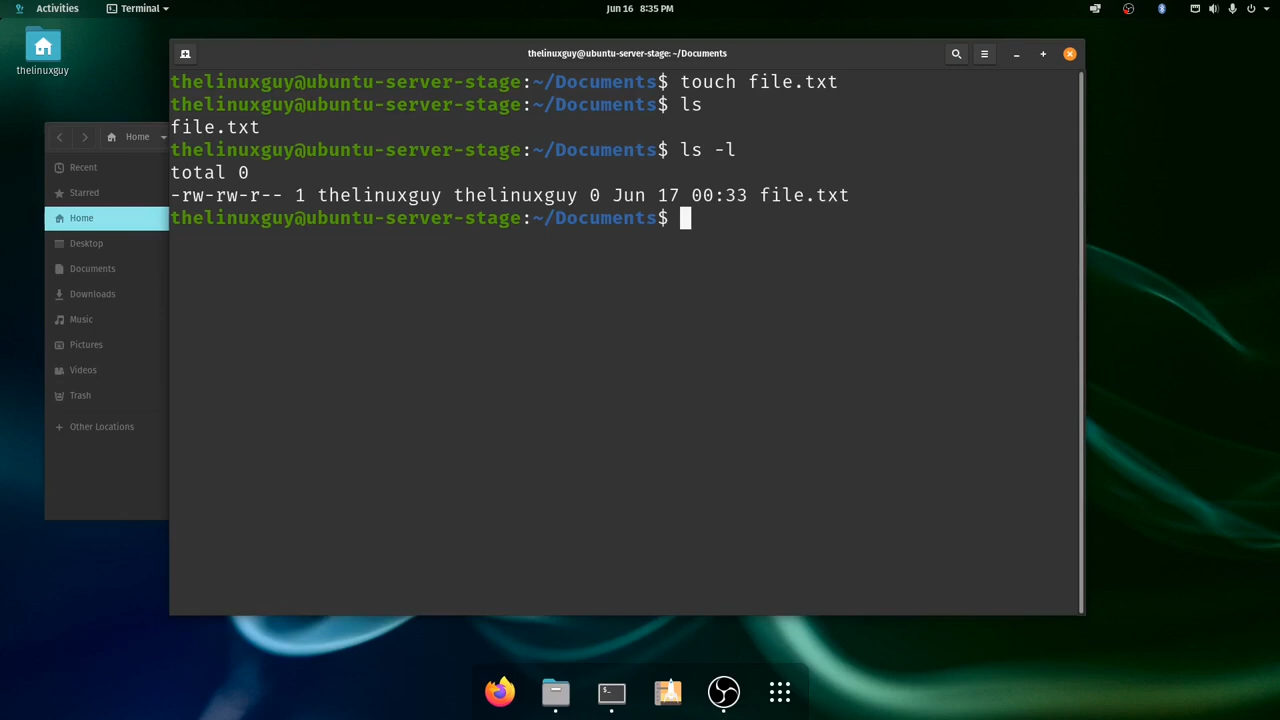 Activities
Terminal
Jun 16 8:35 PM
thelinuxguy
thelinuxguy@ubuntu-server-stage: ~/Documents
thelinuxguy@ubuntu-server-stage:~/Documents$ touch file.txt
thelinuxguy@ubuntu-server-stage:~/Documents$ ls
file.txt
thelinuxguy@ubuntu-server-stage:~/Documents$ ls -l
total 0
-rw-rw-r-- 1 thelinuxguy thelinuxguy 0 Jun 17 00:33 file.txt
thelinuxguy@ubuntu-server-stage:~/Documents$
Home
Recent
Starred
Home
Desktop
Documents
Downloads
Music
Pictures
Videos
Trash
Other Locations